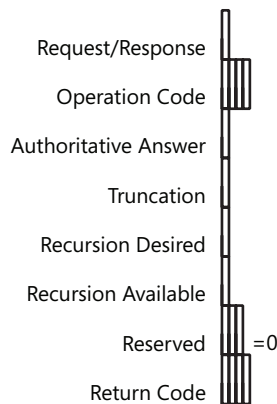 Request/Response
Operation Code
Authoritative Answer
Truncation
Recursion Desired
Recursion Available
Reserved =0
Return Code